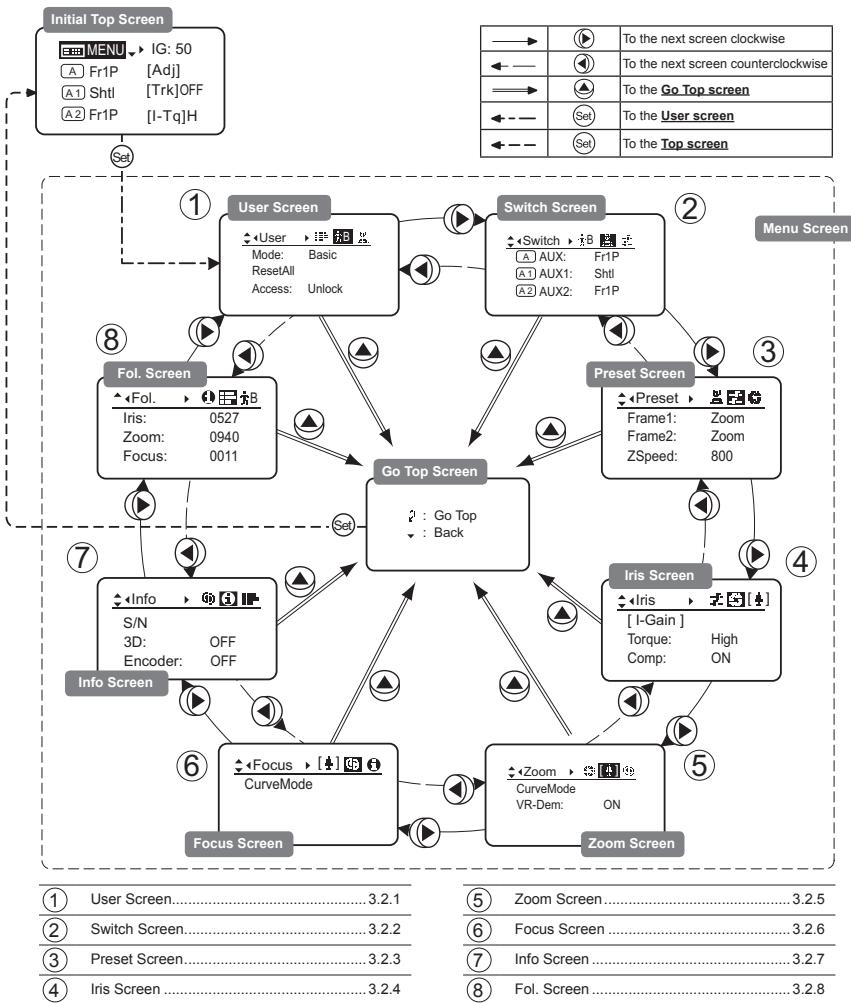 Initial Top Screen
MENU IG: 50
A Fr1P [Adj]
A1 Shtl [Trk]OFF
A2 Fr1P [I-Tq]H
To the next screen clockwise
To the next screen counterclockwise
To the Go Top screen
Set To the User screen
Set To the Top screen
Set
Menu Screen
1
User Screen
User B
Mode: Basic
ResetAll
Access: Unlock
Switch Screen
2
Switch B
A AUX: Fr1P
A1 AUX1: Shtl
A2 AUX2: Fr1P
8
Fol. Screen
Fol. B
Iris: 0527
Zoom: 0940
Focus: 0011
3
Preset Screen
Preset
Frame1: Zoom
Frame2: Zoom
ZSpeed: 800
Go Top Screen
: Go Top
: Back
Set
7
Info
S/N
3D: OFF
Encoder: OFF
Info Screen
4
Iris Screen
Iris
[ I-Gain ]
Torque: High
Comp: ON
6
Focus
CurveMode
Focus Screen
5
Zoom
CurveMode
VR-Dem: ON
Zoom Screen
1 User Screen..........3.2.1
2 Switch Screen..........3.2.2
3 Preset Screen..........3.2.3
4 Iris Screen..........3.2.4
5 Zoom Screen..........3.2.5
6 Focus Screen..........3.2.6
7 Info Screen..........3.2.7
8 Fol. Screen..........3.2.8